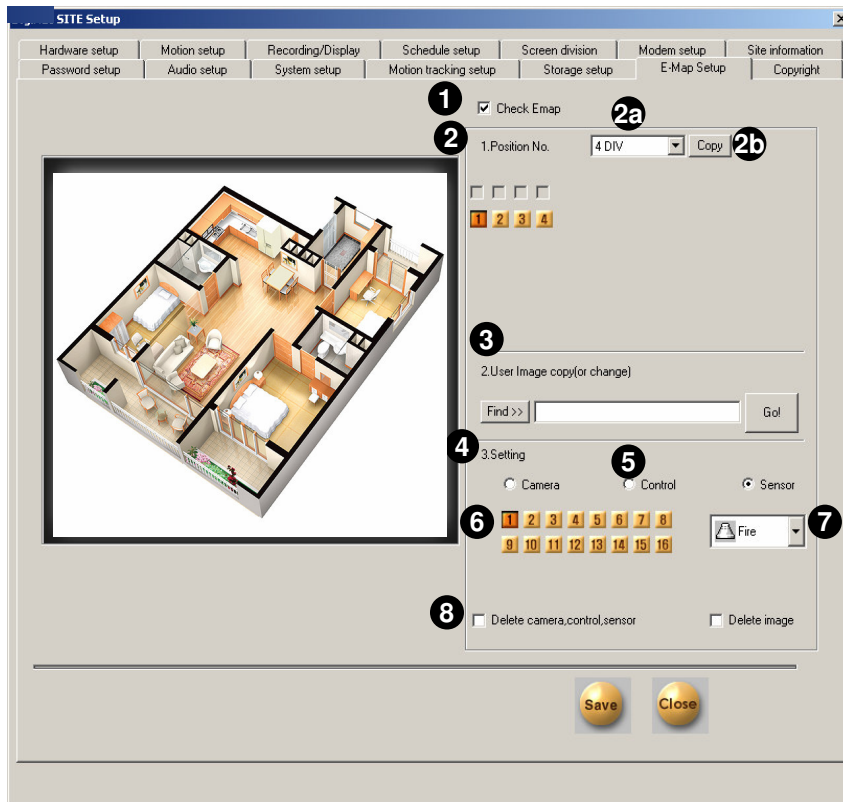 SITE Setup
Hardware setup Motion setup Recording/Display Schedule setup Screen division Modem setup Site information
Password setup Audio setup System setup Motion tracking setup Storage setup E-Map Setup Copyright
1 Check Emap
2a
2 1.Position No. 4 DIV Copy 2b
1 2 3 4
3
2.User Image copy(or change)
Find >> Go!
4 3.Setting
5
Camera Control Sensor
6 1 2 3 4 5 6 7 8
Fire 7
9 10 11 12 13 14 15 16
8 Delete camera,control,sensor Delete image
Save Close